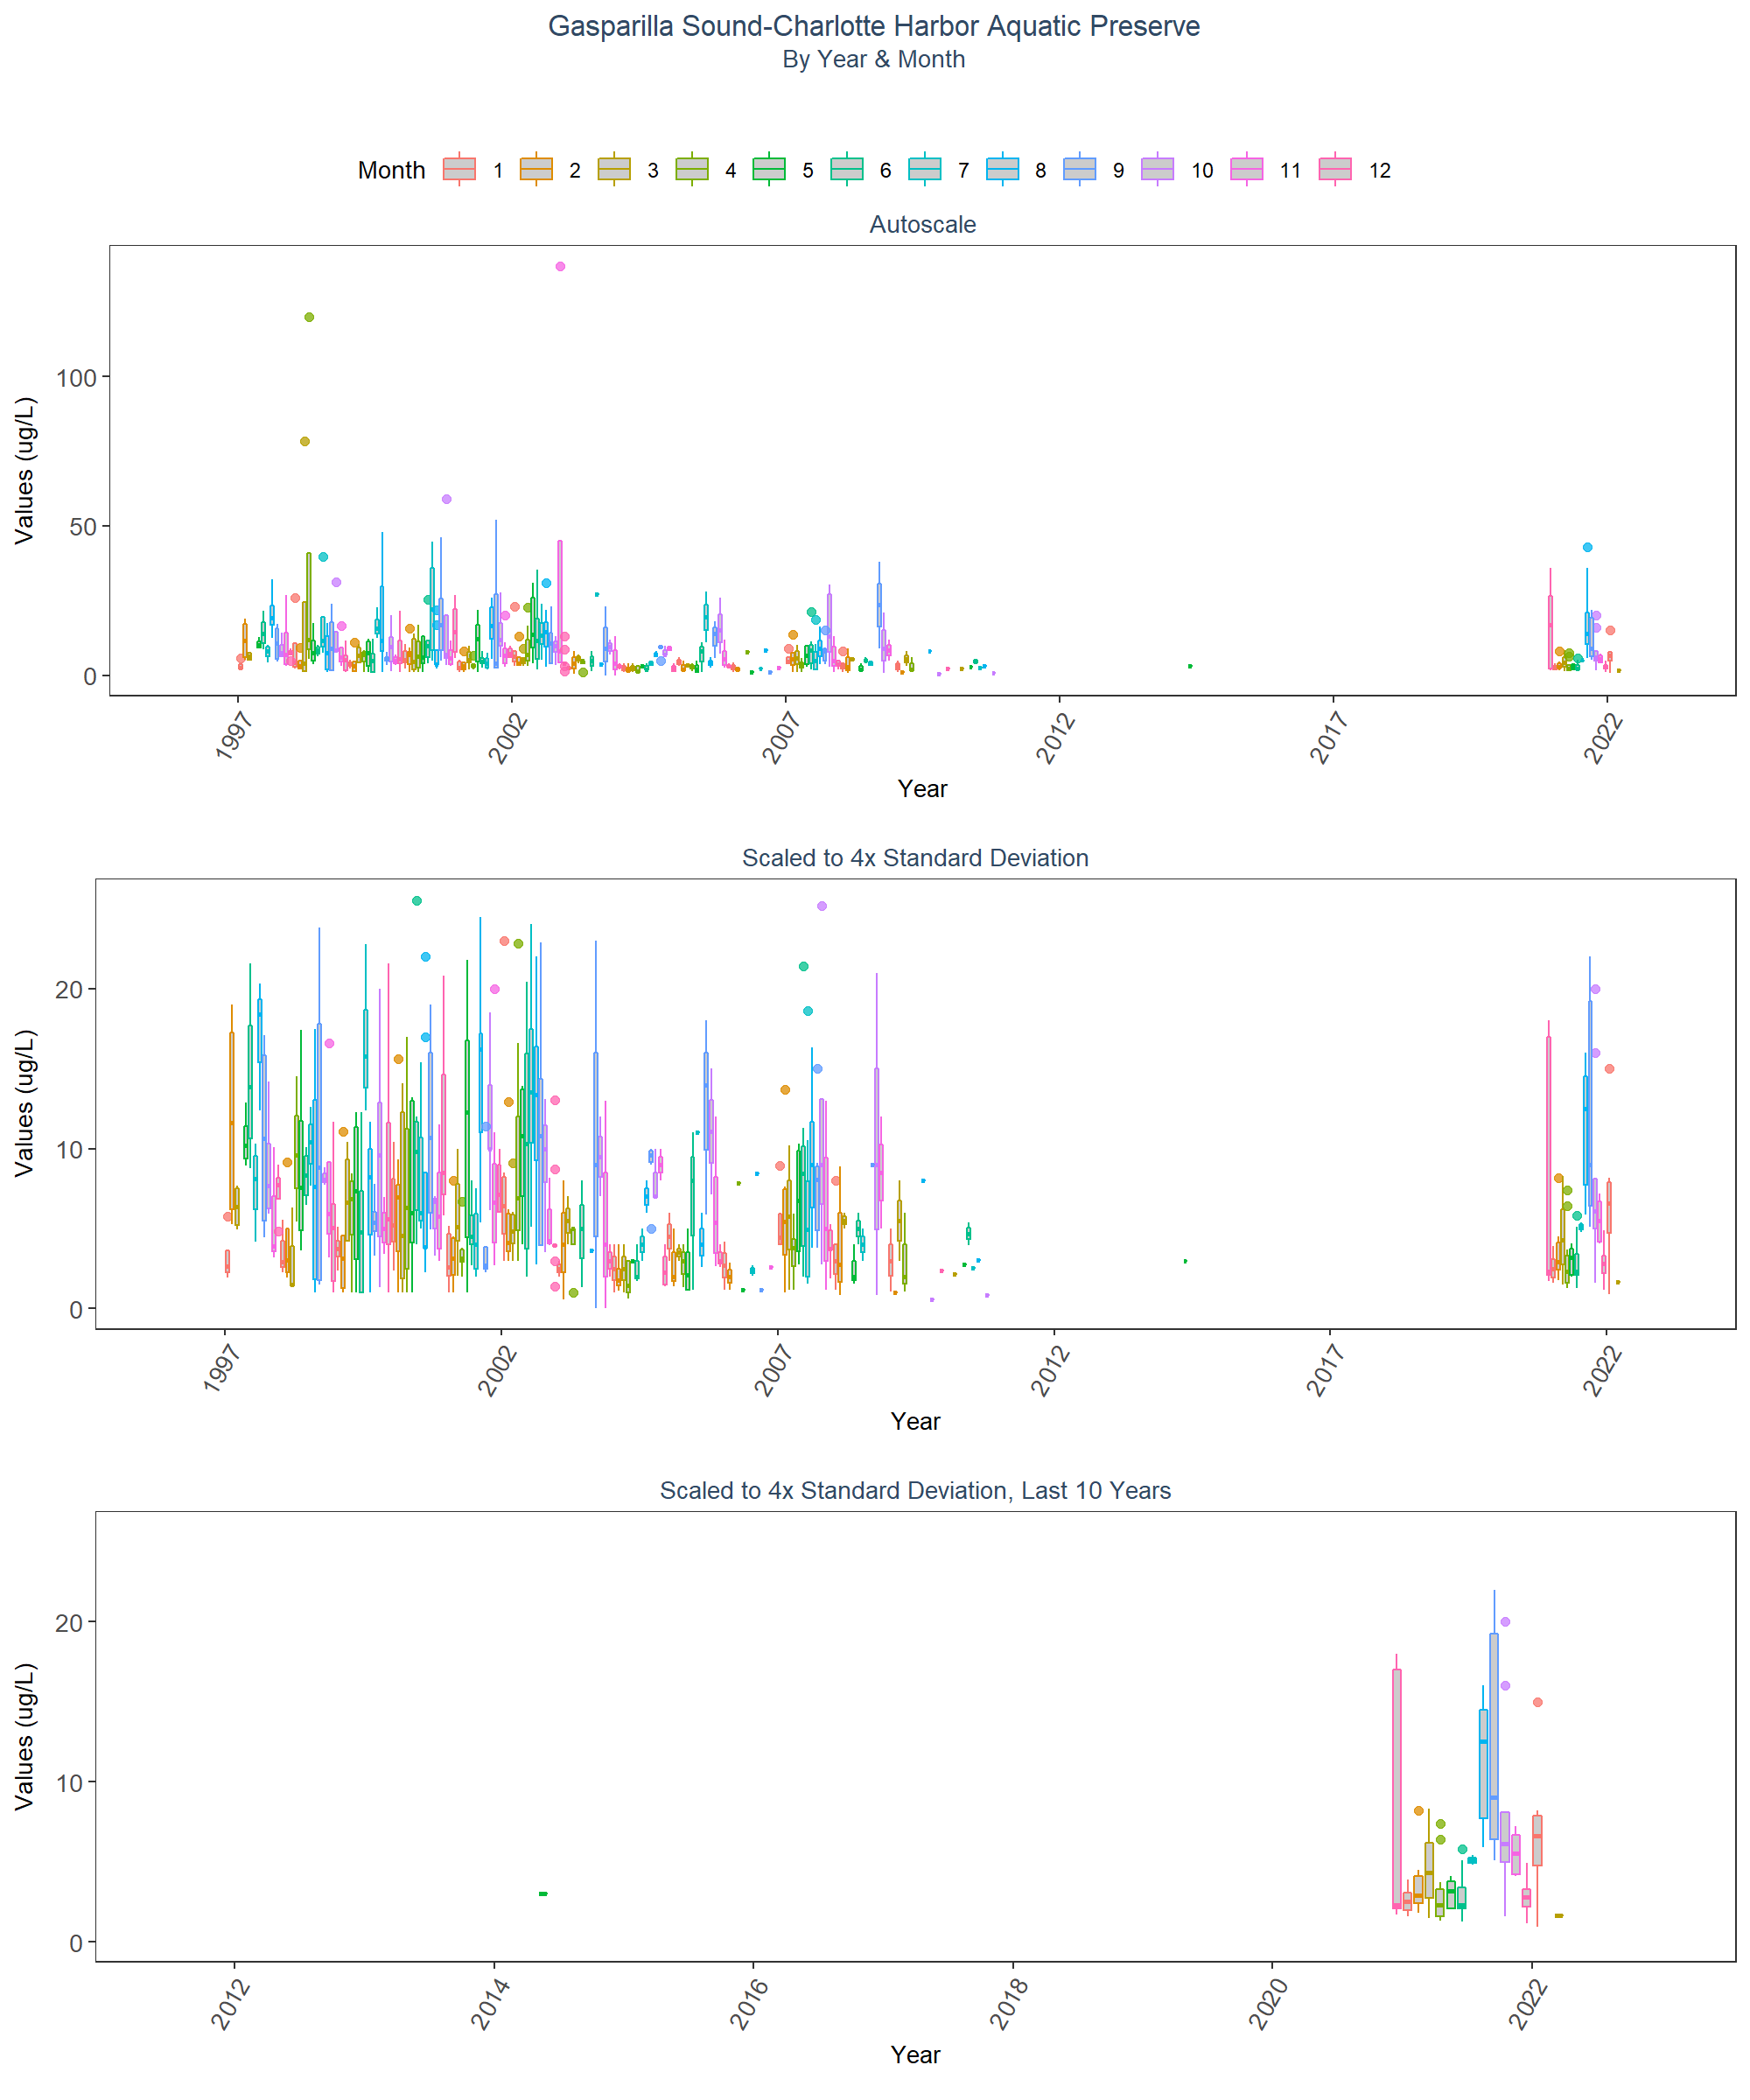 Gasparilla Sound-Charlotte Harbor Aquatic Preserve
By Year & Month
Month 1 2 3 4 5 6 7 8 9 10 11 12
Autoscale
Values (ug/L)
100
50
0
1997 2002 2007 2012 2017 2022
Year
Scaled to 4x Standard Deviation
Values (ug/L)
20
10
0
1997 2002 2007 2012 2017 2022
Year
Scaled to 4x Standard Deviation, Last 10 Years
Values (ug/L)
20
10
0
2012 2014 2016 2018 2020 2022
Year